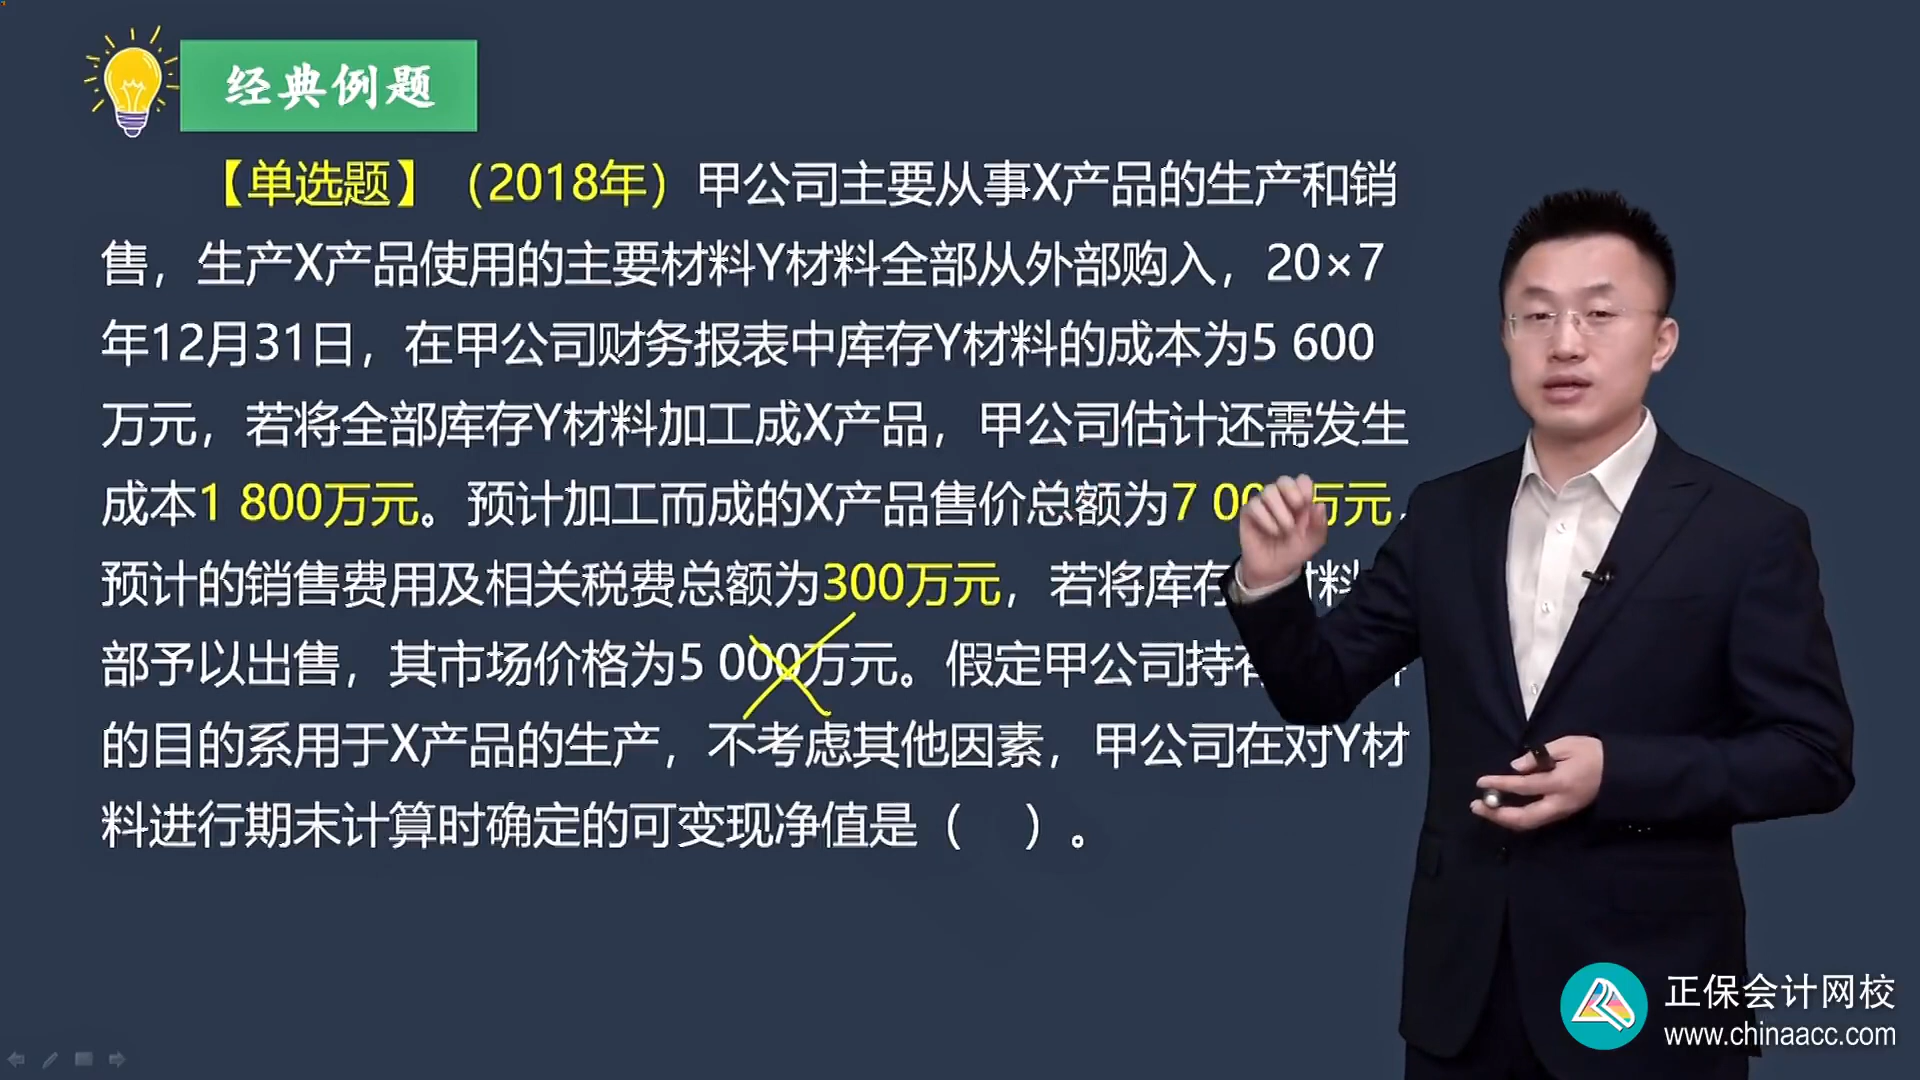 经典例题
【单选题】（2018年）甲公司主要从事X产品的生产和销
售，生产X产品使用的主要材料Y材料全部从外部购入，20×7
年12月31日，在甲公司财务报表中库存Y材料的成本为5 600
万元，若将全部库存Y材料加工成X产品，甲公司估计还需发生
成本1 800万元。预计加工而成的X产品售价总额为7 00万元，
预计的销售费用及相关税费总额为300万元，若将库存材料
部予以出售，其市场价格为5 000万元。假定甲公司持有
的目的系用于X产品的生产，不考虑其他因素，甲公司在对Y材
料进行期末计算时确定的可变现净值是（ ）。
正保会计网校
www.chinaacc.com